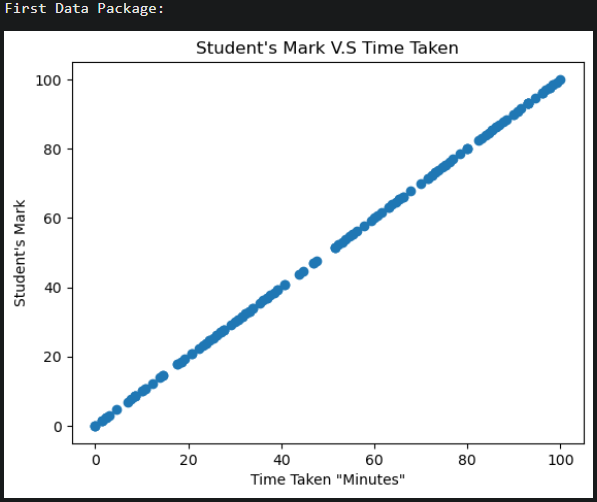 First Data Package:
Student's Mark V.S Time Taken
100
80
60
40
20
0
Student's Mark
0 20 40 60 80 100
Time Taken "Minutes"